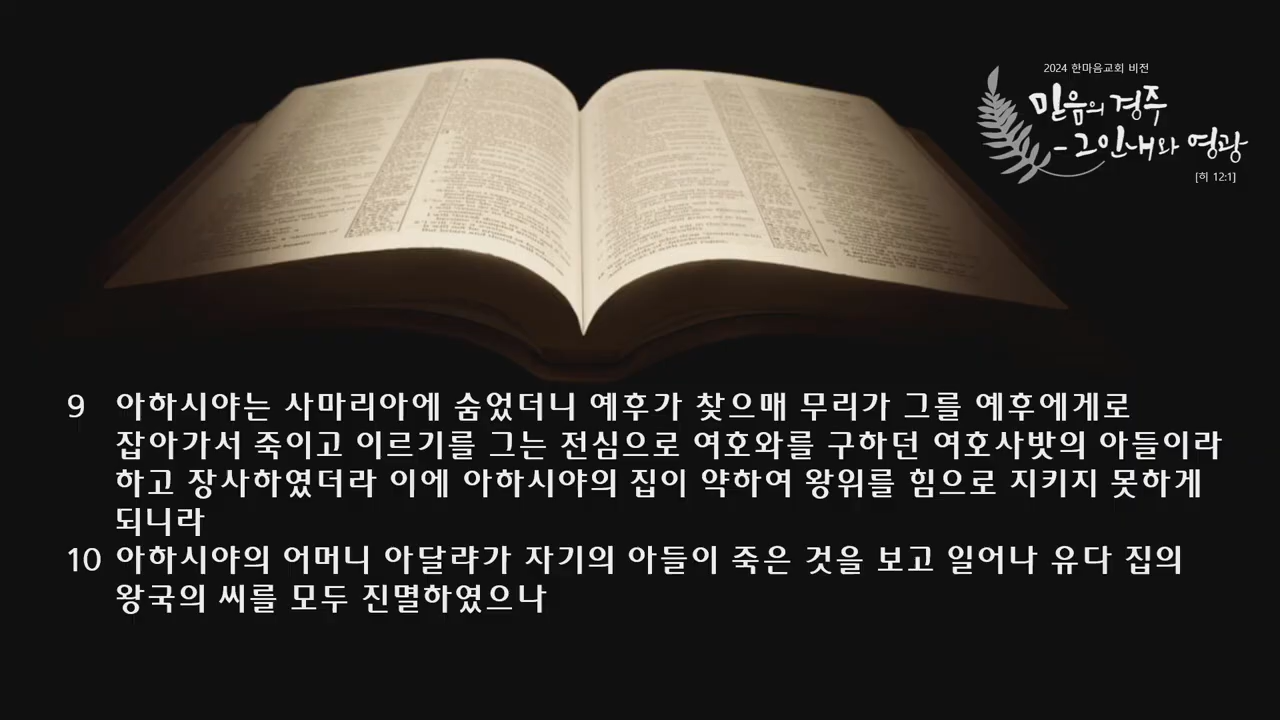 2024 한마음교회 비전
믿음의 경주
-그 인내와 영광
[히 12:1]
9 아하시야는 사마리아에 숨었더니 예후가 찾으매 무리가 그를 예후에게로
잡아가서 죽이고 이르기를 그는 전심으로 여호와를 구하던 여호사밧의 아들이라
하고 장사하였더라 이에 아하시야의 집이 약하여 왕위를 힘으로 지키지 못하게
되니라
10 아하시야의 어머니 아달랴가 자기의 아들이 죽은 것을 보고 일어나 유다 집의
왕국의 씨를 모두 진멸하였으나